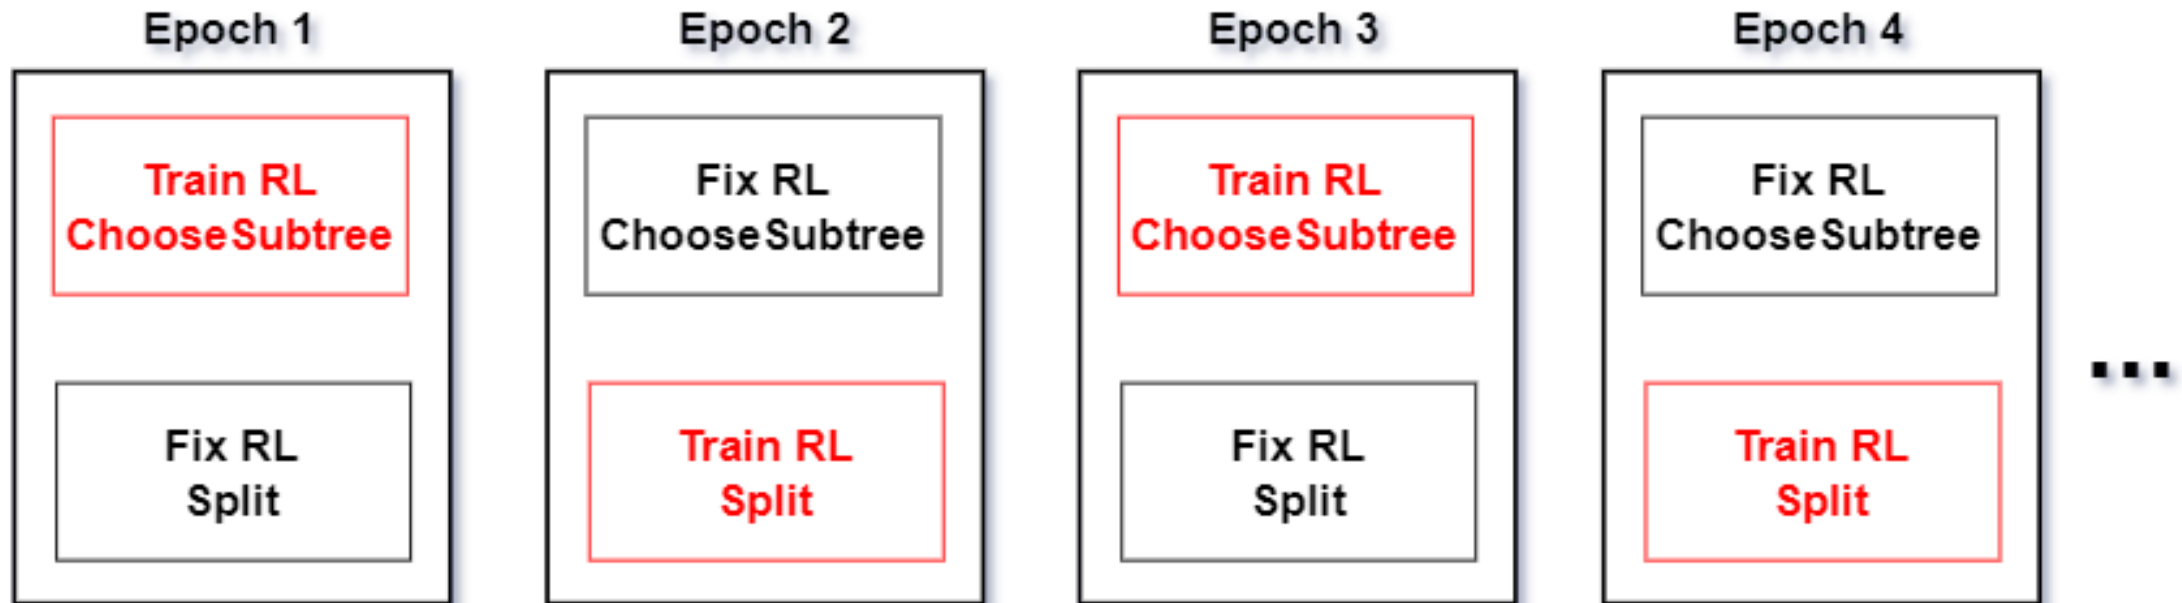 Epoch 1
Train RL
ChooseSubtree
Fix RL
Split
Epoch 2
Fix RL
ChooseSubtree
Train RL
Split
Epoch 3
Train RL
ChooseSubtree
Fix RL
Split
Epoch 4
Fix RL
ChooseSubtree
Train RL
Split
...